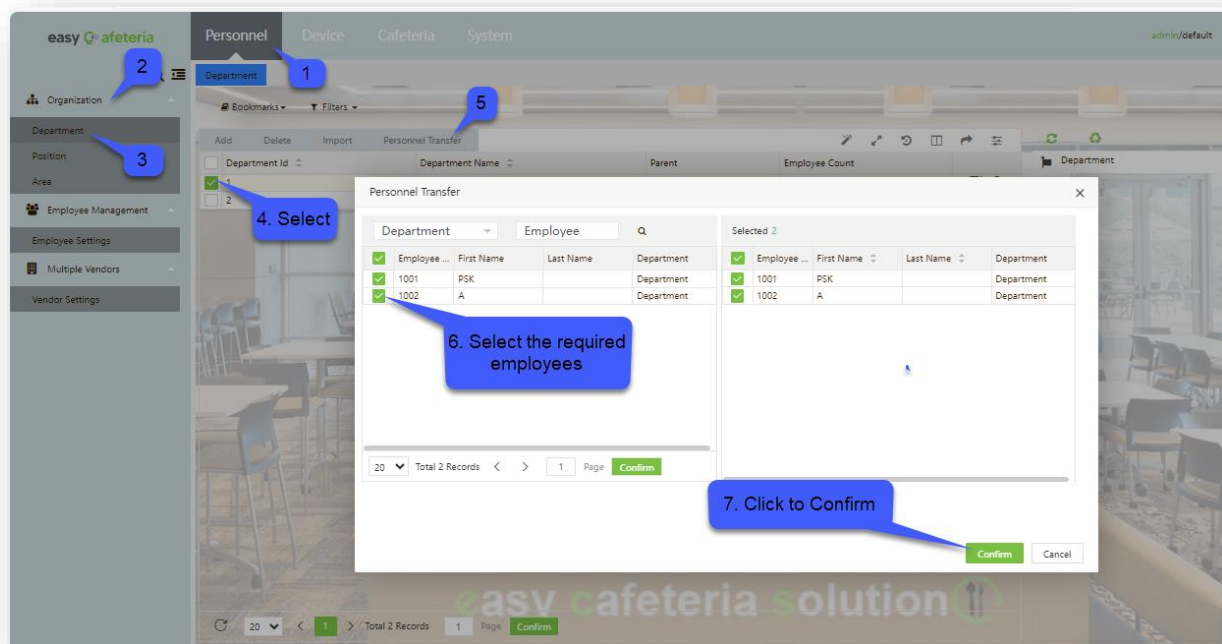 easy Cafeteria
Personnel Device Cafeteria System
admin/default
2
1
Department
Organization
Bookmarks Filters
5
Department
Add Delete Import Personnel Transfer
Position
3
Department Id Department Name Parent Employee Count
Department
Area
1
2
Employee Management
4. Select
Employee Settings
Multiple Vendors
Vendor Settings
Personnel Transfer
Department Employee
Selected 2
Employee ... First Name Last Name Department
Employee ... First Name Last Name Department
1001 PSK Department
1001 PSK Department
1002 A Department
1002 A Department
6. Select the required
employees
20 Total 2 Records < > 1 Page Confirm
7. Click to Confirm
Confirm Cancel
easy cafeteria solution
20 < 1 > Total 2 Records 1 Page Confirm